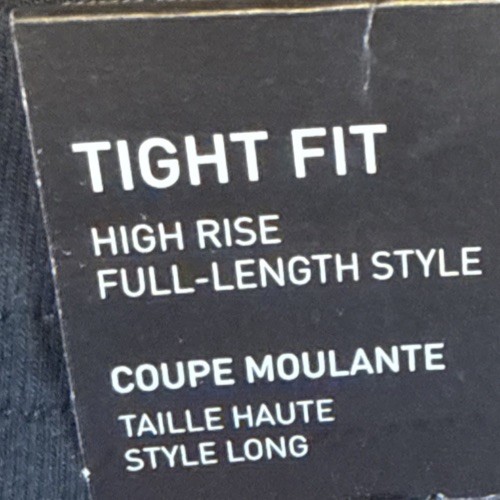 TIGHT FIT
HIGH RISE
FULL-LENGTH STYLE
COUPE MOULANTE
TAILLE HAUTE
STYLE LONG